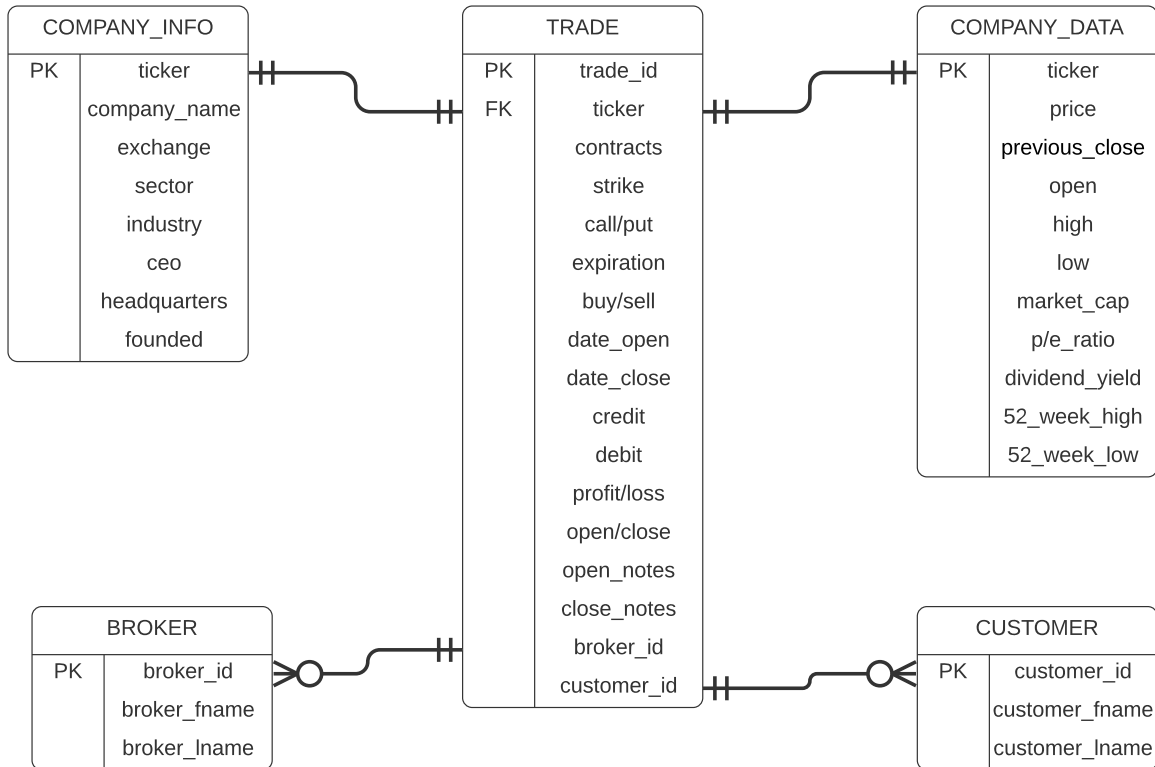 COMPANY_INFO
PK ticker
company_name
exchange
sector
industry
ceo
headquarters
founded
TRADE
PK trade_id
FK ticker
contracts
strike
call/put
expiration
buy/sell
date_open
date_close
credit
debit
profit/loss
open/close
open_notes
close_notes
broker_id
customer_id
COMPANY_DATA
PK ticker
price
previous_close
open
high
low
market_cap
p/e_ratio
dividend_yield
52_week_high
52_week_low
BROKER
PK broker_id
broker_fname
broker_lname
CUSTOMER
PK customer_id
customer_fname
customer_lname